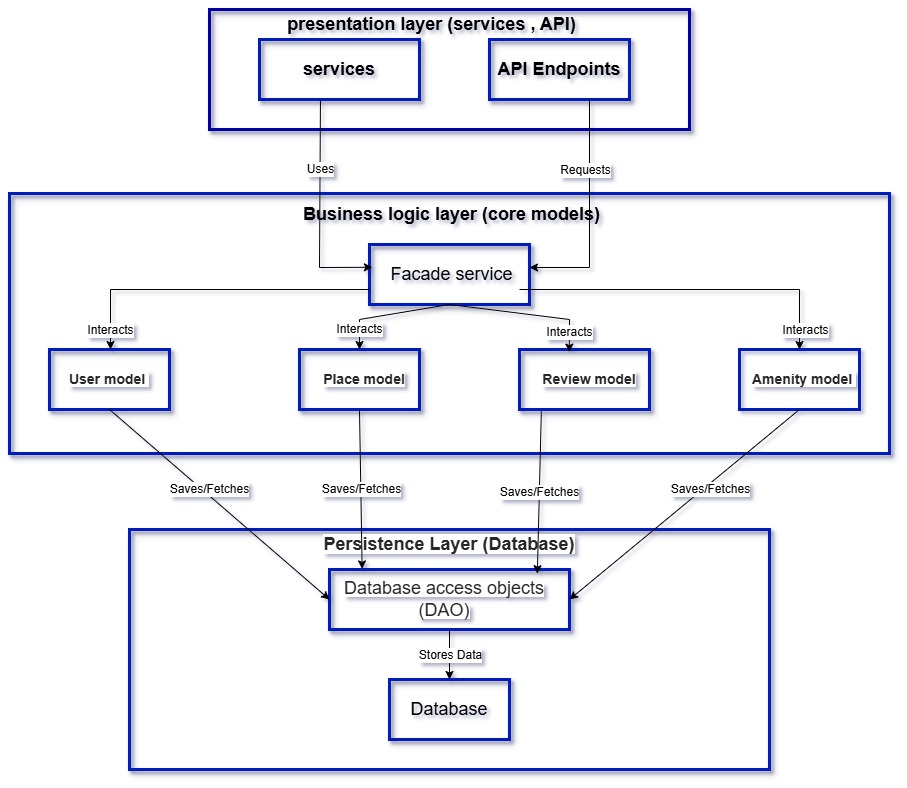 presentation layer (services , API)
services
API Endpoints
Uses
Requests
Business logic layer (core models)
Facade service
Interacts
Interacts
Interacts
Interacts
User model
Place model
Review model
Amenity model
Saves/Fetches
Saves/Fetches
Saves/Fetches
Saves/Fetches
Persistence Layer (Database)
Database access objects
(DAO)
Stores Data
Database